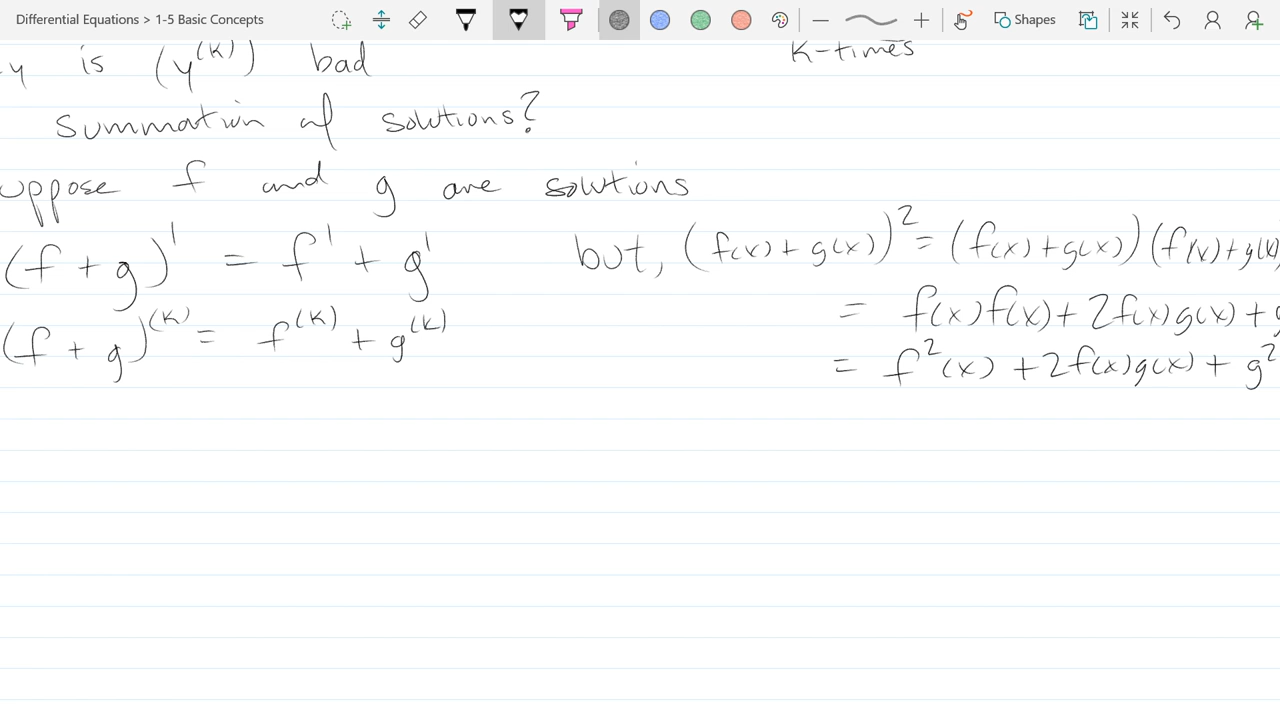 Differential Equations > 1-5 Basic Concepts
Shapes
y is (y^(k)) bad
K-times
Summation of solutions?
uppose f and g are solutions
(f + g)' = f' + g'
but, (f(x) + g(x))^2 = (f(x) + g(x))(f(x) + g(x)
= f(x)f(x) + 2f(x)g(x) +
(f + g)^(k) = f^(k) + g^(k)
= f^2(x) + 2f(x)g(x) + g^2